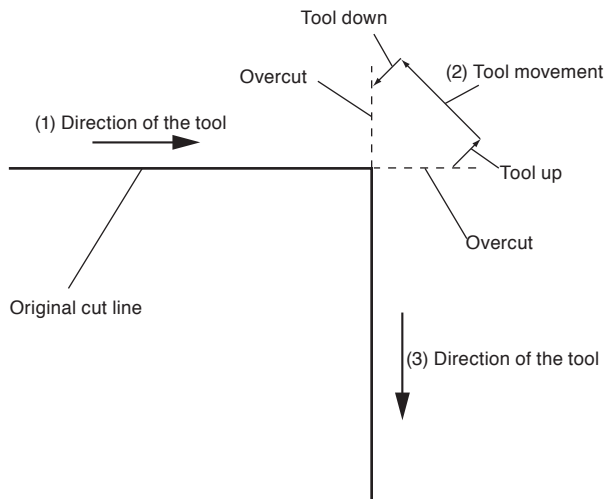 Tool down
Overcut
(2) Tool movement
(1) Direction of the tool
Tool up
Overcut
Original cut line
(3) Direction of the tool